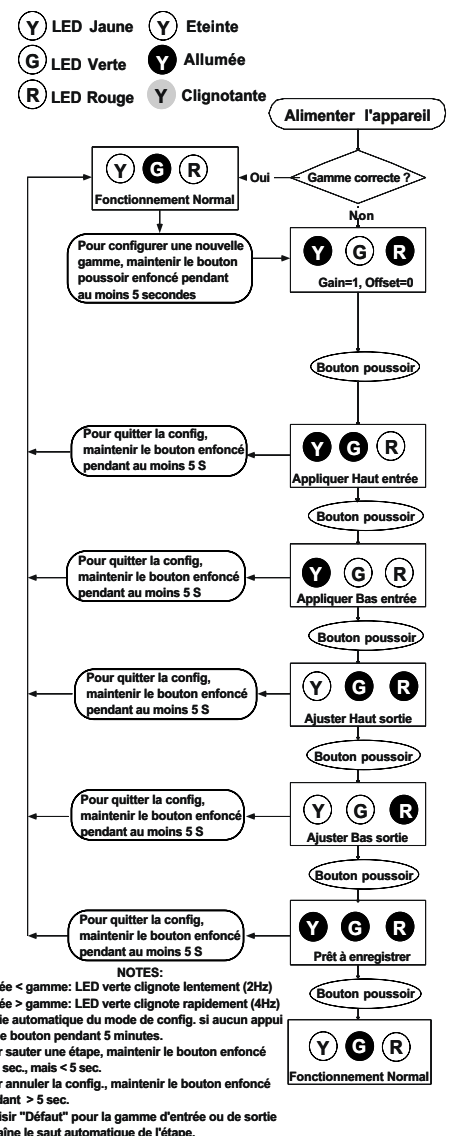 Y LED Jaune Y Eteinte
G LED Verte Y Allumée
R LED Rouge Y Clignotante
Alimenter l'appareil
Y G R
Fonctionnement Normal
Oui
Gamme correcte ?
Non
Pour configurer une nouvelle
gamme, maintenir le bouton
poussoir enfoncé pendant
au moins 5 secondes
Y G R
Gain=1, Offset=0
Bouton poussoir
Pour quitter la config,
maintenir le bouton enfoncé
pendant au moins 5 S
Y G R
Appliquer Haut entrée
Bouton poussoir
Pour quitter la config,
maintenir le bouton enfoncé
pendant au moins 5 S
Y G R
Appliquer Bas entrée
Bouton poussoir
Pour quitter la config,
maintenir le bouton enfoncé
pendant au moins 5 S
Y G R
Ajuster Haut sortie
Bouton poussoir
Pour quitter la config,
maintenir le bouton enfoncé
pendant au moins 5 S
Y G R
Ajuster Bas sortie
Bouton poussoir
Pour quitter la config,
maintenir le bouton enfoncé
pendant au moins 5 S
Y G R
Prêt à enregistrer
Bouton poussoir
Y G R
Fonctionnement Normal
NOTES:
ée < gamme: LED verte clignote lentement (2Hz)
ée > gamme: LED verte clignote rapidement (4Hz)
ie automatique du mode de config. si aucun appui
le bouton pendant 5 minutes.
r sauter une étape, maintenir le bouton enfoncé
sec., mais < 5 sec.
r annuler la config., maintenir le bouton enfoncé
dant > 5 sec.
isir "Défaut" pour la gamme d'entrée ou de sortie
aîne le saut automatique de l'étape.